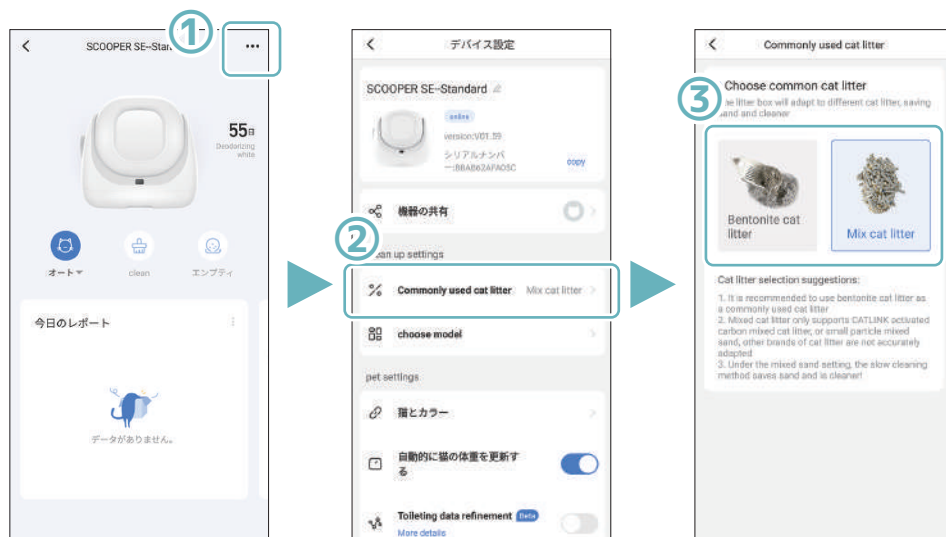 ①
SCOOPER SE-Stan
55日
Deodorizing
white
オート
clean
エンプティ
今日のレポート
データがありません。
デバイス設定
SCOOPER SE-Standard
online
version:V01.59
シリアルナンバ
copy
機器の共有
②
an up settings
Commonly used cat litter Mix cat litter
choose model
pet settings
猫とカラー
自動的に猫の体重を更新す
る
Toileting data refinement Beta
More details
Commonly used cat litter
Choose common cat litter
③
he litter box will adapt to different cat litter, saving
sand and cleaner
Bentonite cat
litter
Mix cat litter
Cat litter selection suggestions:
1. It is recommended to use bentonite cat litter as
a commonly used cat litter
2. Mixed cat litter only supports CATLINK activated
carbon mixed cat litter, or small particle mixed
sand, other brands of cat litter are not accurately
adapted
3. Under the mixed sand setting, the slow cleaning
method saves sand and is cleaner!